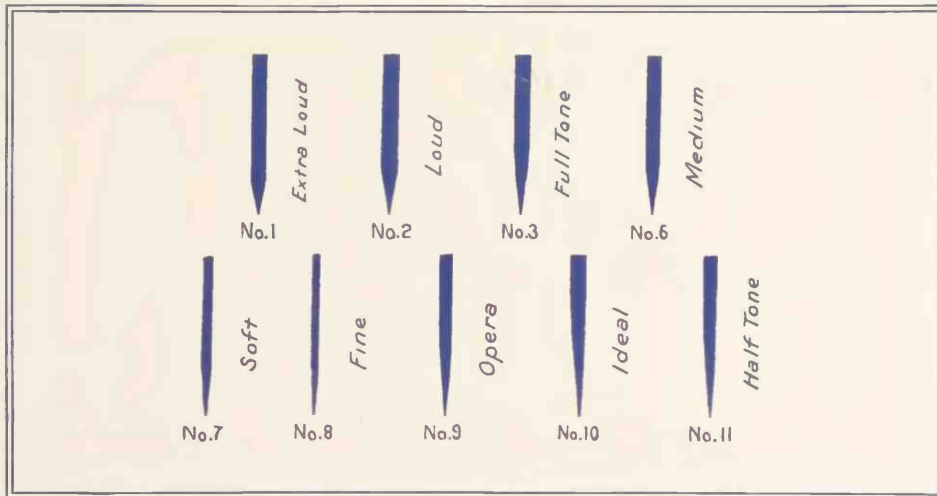 Extra Loud
Loud
Full Tone
Medium
No.1
No.2
No.3
No.6
Soft
Fine
Opera
Ideal
Half Tone
No.7
No.8
No.9
No.10
No.11